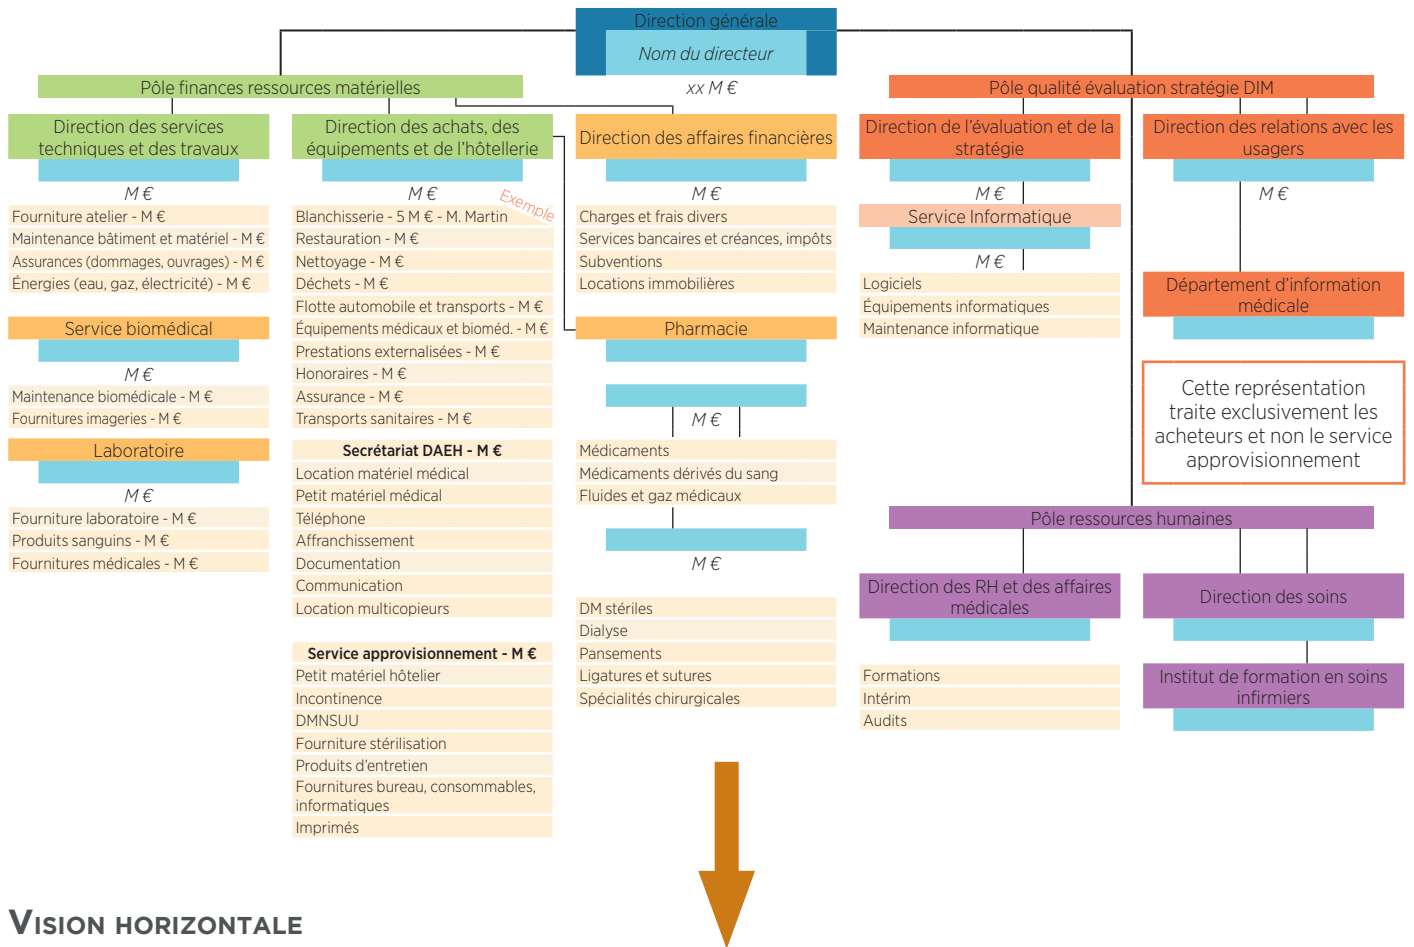 Direction générale
Nom du directeur
xx M €
Pôle finances ressources matérielles
Direction des services
techniques et des travaux
M €
Fourniture atelier - M €
Maintenance bâtiment et matériel - M €
Assurances (dommages, ouvrages) - M €
Énergies (eau, gaz, électricité) - M €
Service biomédical
M €
Maintenance biomédicale - M €
Fournitures imageries - M €
Laboratoire
M €
Fourniture laboratoire - M €
Produits sanguins - M €
Fournitures médicales - M €
Direction des achats, des
équipements et de l'hôtellerie
M €
Exemple
Blanchisserie - 5 M € - M. Martin
Restauration - M €
Nettoyage - M €
Déchets - M €
Flotte automobile et transports - M €
Équipements médicaux et bioméd. - M €
Prestations externalisées - M €
Honoraires - M €
Assurance - M €
Transports sanitaires - M €
Secrétariat DAEH - M €
Location matériel médical
Petit matériel médical
Téléphone
Affranchissement
Documentation
Communication
Location multicopieurs
Service approvisionnement - M €
Petit matériel hôtelier
Incontinence
DMNSUU
Fourniture stérilisation
Produits d'entretien
Fournitures bureau, consommables,
informatiques
Imprimés
Direction des affaires financières
M €
Charges et frais divers
Services bancaires et créances, impôts
Subventions
Locations immobilières
Pharmacie
M €
Médicaments
Médicaments dérivés du sang
Fluides et gaz médicaux
M €
DM stériles
Dialyse
Pansements
Ligatures et sutures
Spécialités chirurgicales
Pôle qualité évaluation stratégie DIM
Direction de l'évaluation et de la
stratégie
M €
Service Informatique
M €
Logiciels
Équipements informatiques
Maintenance informatique
Direction des relations avec les
usagers
M €
Département d'information
médicale
Cette représentation
traite exclusivement les
acheteurs et non le service
approvisionnement
Pôle ressources humaines
Direction des RH et des affaires
médicales
Formations
Intérim
Audits
Direction des soins
Institut de formation en soins
infirmiers
VISION HORIZONTALE